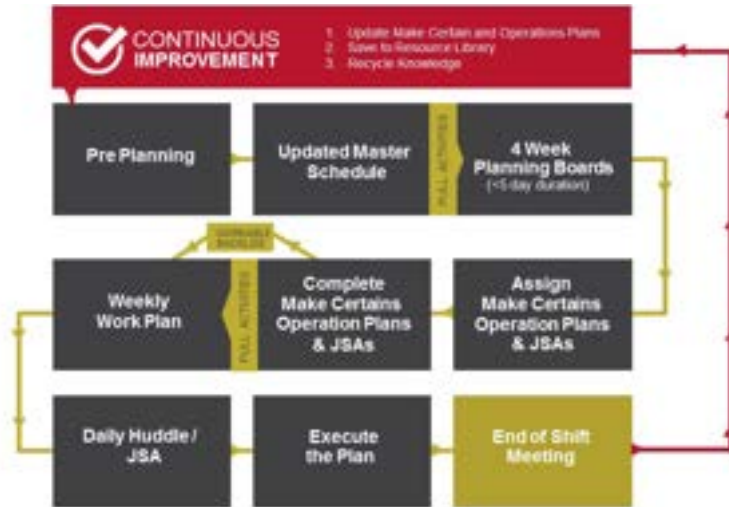 CONTINUOUS
IMPROVEMENT
1. Update Make Certain and Operations Plans
2. Save to Resource Library
3. Recycle Knowledge
Pre Planning
Updated Master
Schedule
PULL ACTIVITIES
4 Week
Planning Boards
(<5 day duration)
WORKABLE
BACKLOG
Weekly
Work Plan
PULL ACTIVITIES
Complete
Make Certains
Operation Plans
& JSAs
Assign
Make Certains
Operation Plans
& JSAs
Daily Huddle /
JSA
Execute
the Plan
End of Shift
Meeting